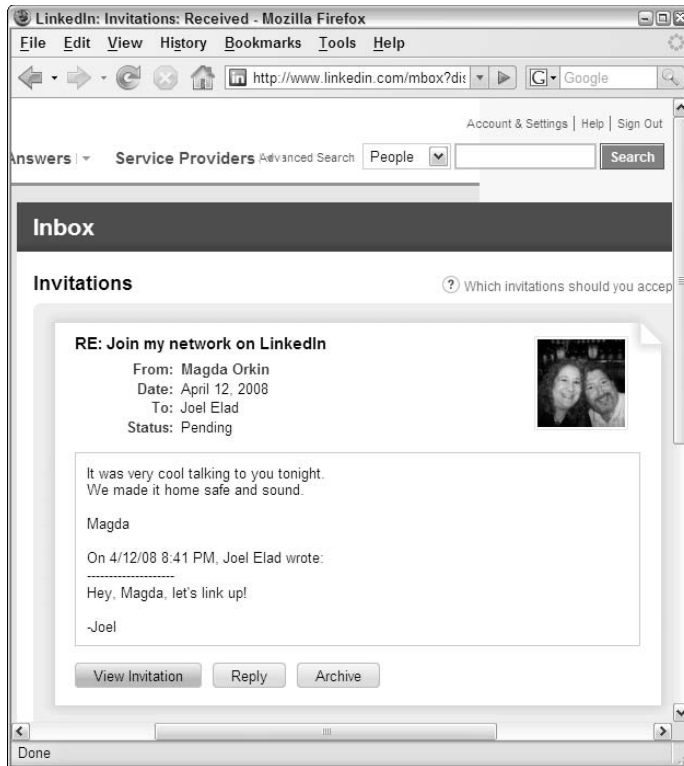 LinkedIn: Invitations: Received - Mozilla Firefox
File Edit View History Bookmarks Tools Help
http://www.linkedin.com/mbox?dis
G Google
Account & Settings | Help | Sign Out
Answers Service Providers Advanced Search People Search
Inbox
Invitations
? Which invitations should you accep
RE: Join my network on LinkedIn
From: Magda Orkin
Date: April 12, 2008
To: Joel Elad
Status: Pending
It was very cool talking to you tonight.
We made it home safe and sound.
Magda
On 4/12/08 8:41 PM, Joel Elad wrote:
--------------------
Hey, Magda, let's link up!
-Joel
View Invitation Reply Archive
Done